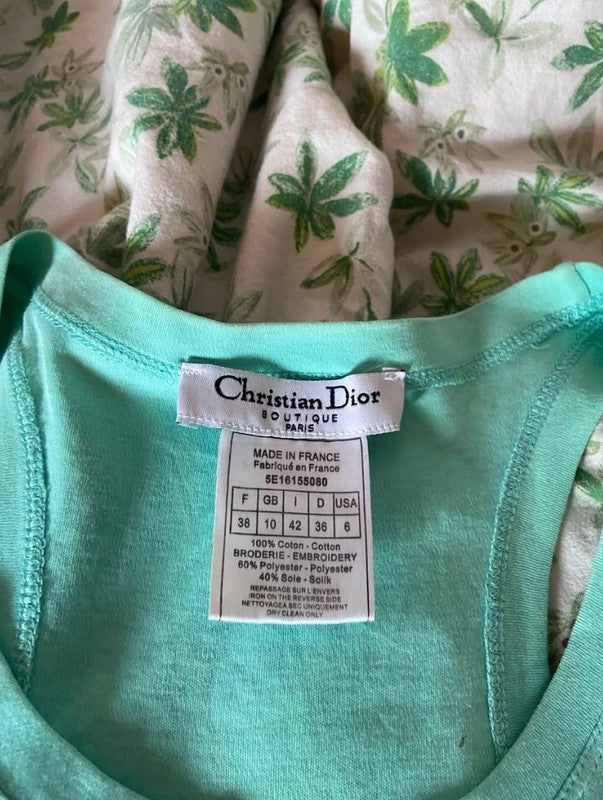 Christian Dior
BOUTIQUE
PARIS
MADE IN FRANCE
Fabriqué en France
5E16155080
F GB I D USA
38 10 42 36 6
100% Coton - Cotton
BRODERIE - EMBROIDERY
60% Polyester - Polyester
40% Soie - Solik
REPASSAGE SUR L'ENVERS
IRON ON THE REVERSE SIDE
NETTOYAGEA BEC UNIQUEMENT
DRY CLEAN ONLY